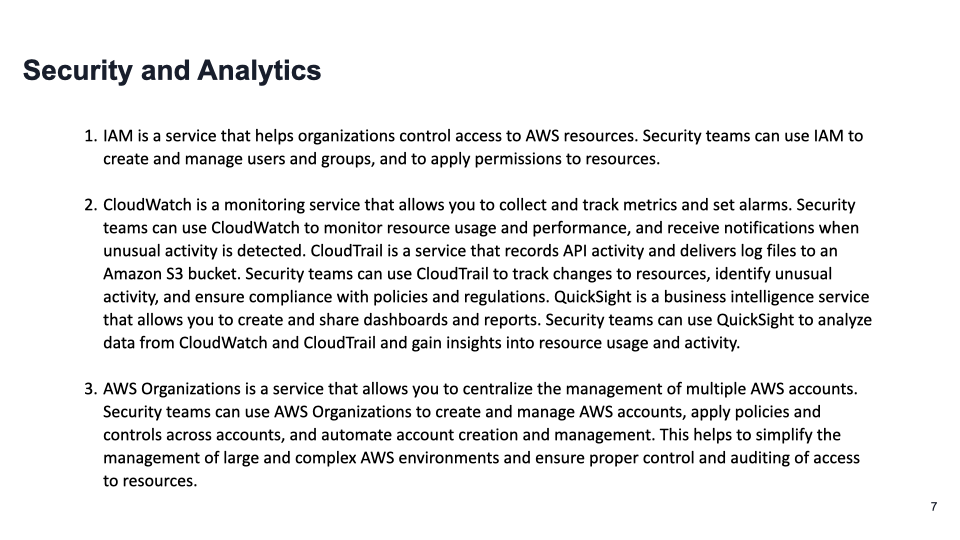 Security and Analytics
1. IAM is a service that helps organizations control access to AWS resources. Security teams can use IAM to
create and manage users and groups, and to apply permissions to resources.
2. CloudWatch is a monitoring service that allows you to collect and track metrics and set alarms. Security
teams can use CloudWatch to monitor resource usage and performance, and receive notifications when
unusual activity is detected. CloudTrail is a service that records API activity and delivers log files to an
Amazon S3 bucket. Security teams can use CloudTrail to track changes to resources, identify unusual
activity, and ensure compliance with policies and regulations. QuickSight is a business intelligence service
that allows you to create and share dashboards and reports. Security teams can use QuickSight to analyze
data from CloudWatch and CloudTrail and gain insights into resource usage and activity.
3. AWS Organizations is a service that allows you to centralize the management of multiple AWS accounts.
Security teams can use AWS Organizations to create and manage AWS accounts, apply policies and
controls across accounts, and automate account creation and management. This helps to simplify the
management of large and complex AWS environments and ensure proper control and auditing of access
to resources.
7